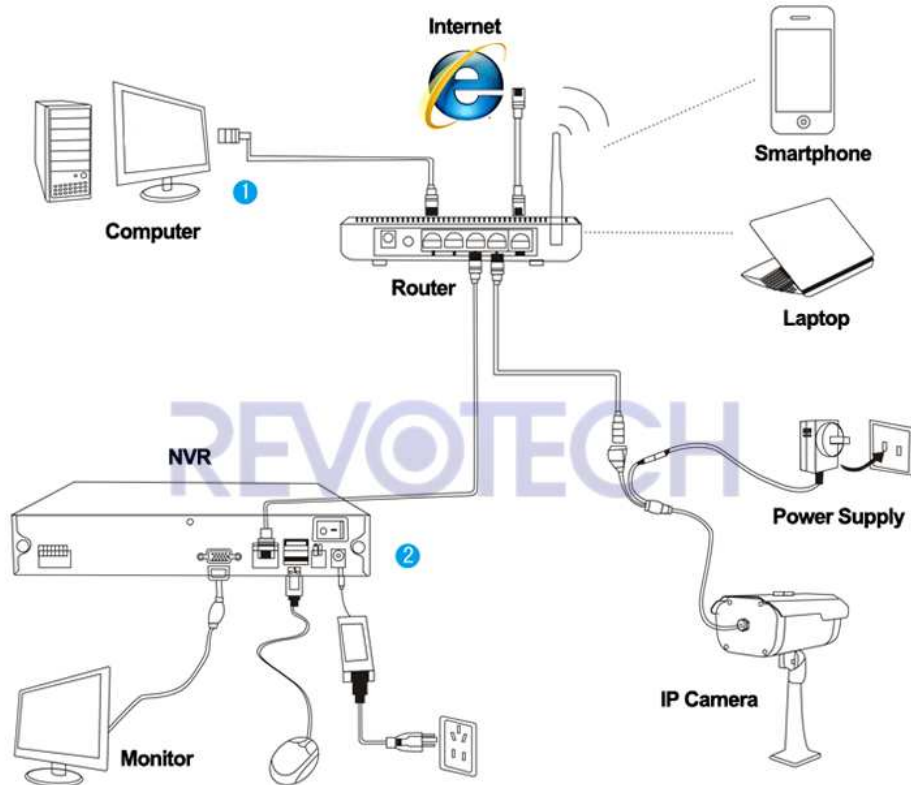 Internet
Smartphone
1
Computer
Router
Laptop
REVOTECH
NVR
Power Supply
2
IP Camera
Monitor